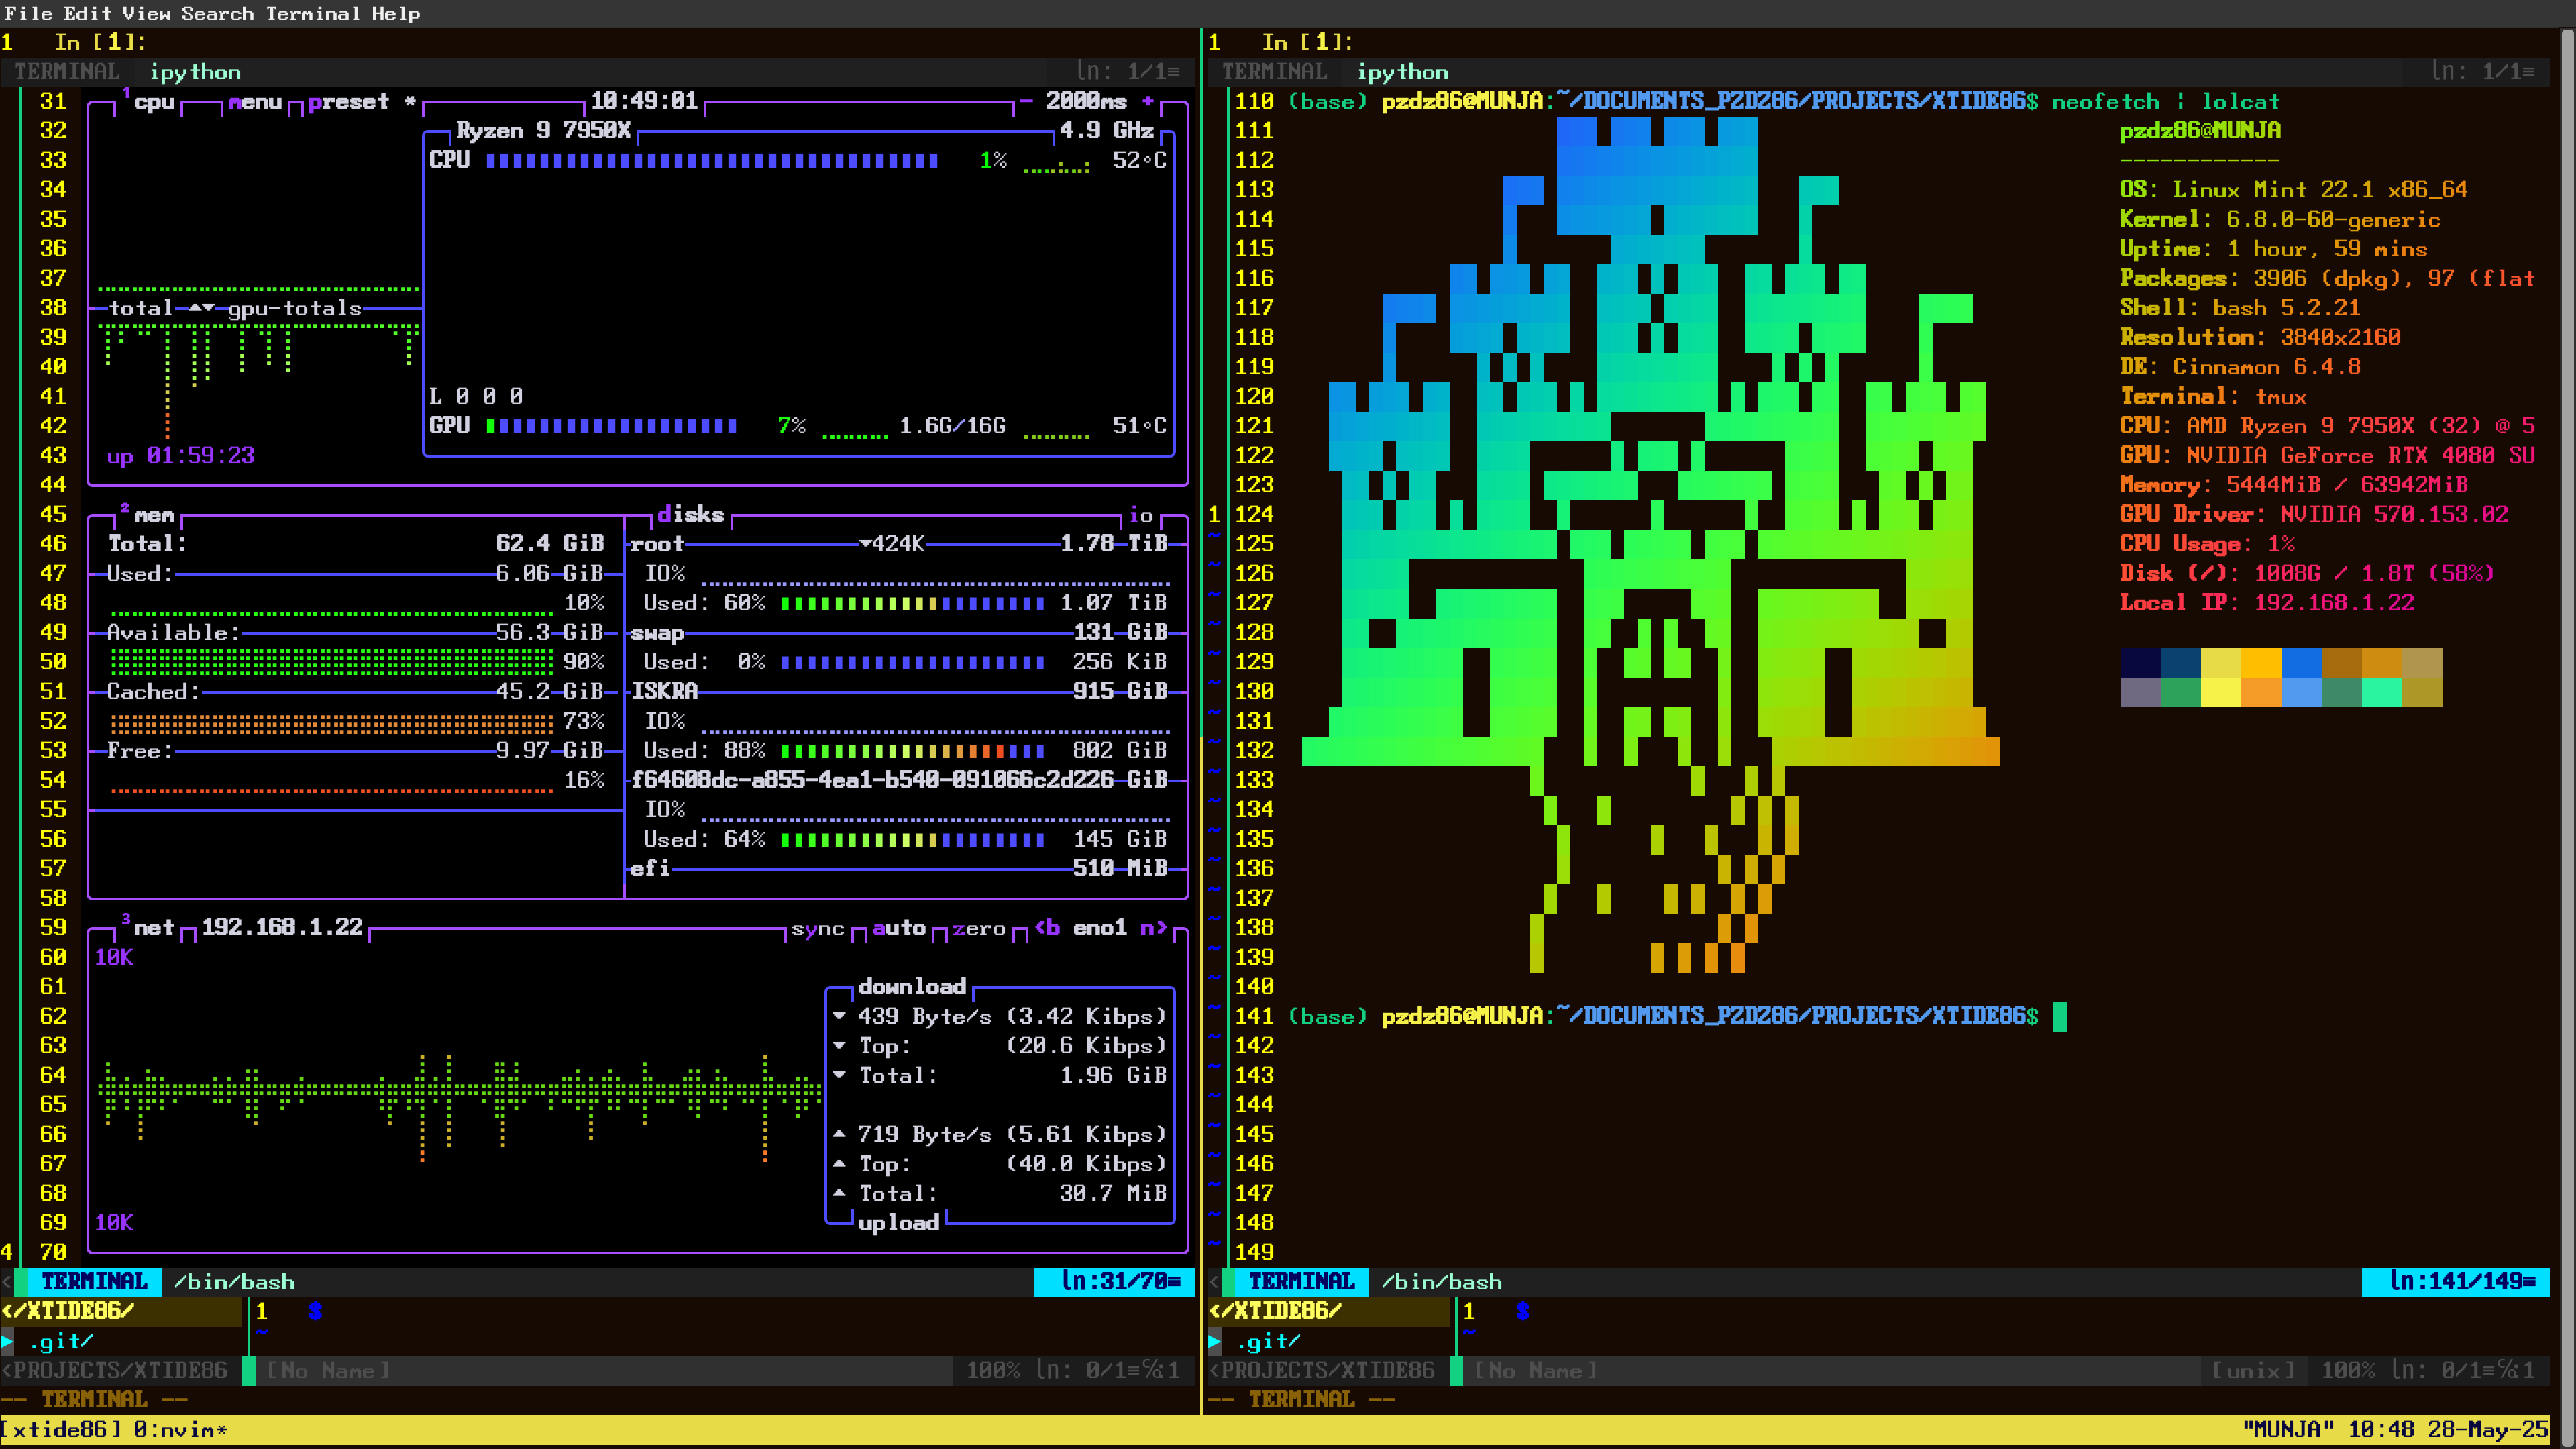 File Edit View Search Terminal Help
1 In [1]:
TERMINAL ipython ln: 1/1≡
31 ¹cpu menu preset * 10:49:01 - 2000ms +
32 Ryzen 9 7950X 4.9 GHz
33 CPU 1% 52°C
34
35
36
37
38 total ▲▼ gpu-totals
39
40
41 L 0 0 0
42 GPU 7% 1.6G/16G 51°C
43 up 01:59:23
44
45 ²mem disks io
46 Total: 62.4 GiB root ▼424K 1.78 TiB
47 Used: 6.06 GiB IO%
48 10% Used: 60% 1.07 TiB
49 Available: 56.3 GiB swap 131 GiB
50 90% Used: 0% 256 KiB
51 Cached: 45.2 GiB ISKRA 915 GiB
52 73% IO%
53 Free: 9.97 GiB Used: 88% 802 GiB
54 16% f64608dc-a855-4ea1-b540-091066c2d226 GiB
55 IO%
56 Used: 64% 145 GiB
57 efi 510 MiB
58
59 ³net 192.168.1.22 sync auto zero <b eno1 n>
60 10K
61 download
62 ▼ 439 Byte/s (3.42 Kibps)
63 ▼ Top: (20.6 Kibps)
64 ▼ Total: 1.96 GiB
65
66 ▲ 719 Byte/s (5.61 Kibps)
67 ▲ Top: (40.0 Kibps)
68 ▲ Total: 30.7 MiB
69 10K upload
4 70
< TERMINAL /bin/bash ln:31/70≡
</XTIDE86/ 1 $
▶ .git/ ~
<PROJECTS/XTIDE86 [No Name] 100% ln: 0/1≡℅:1
-- TERMINAL --
1 In [1]:
TERMINAL ipython ln: 1/1≡
110 (base) pzdz86@MUNJA:~/DOCUMENTS_PZDZ86/PROJECTS/XTIDE86$ neofetch | lolcat
111 pzdz86@MUNJA
112 ------------
113 OS: Linux Mint 22.1 x86_64
114 Kernel: 6.8.0-60-generic
115 Uptime: 1 hour, 59 mins
116 Packages: 3906 (dpkg), 97 (flat
117 Shell: bash 5.2.21
118 Resolution: 3840x2160
119 DE: Cinnamon 6.4.8
120 Terminal: tmux
121 CPU: AMD Ryzen 9 7950X (32) @ 5
122 GPU: NVIDIA GeForce RTX 4080 SU
123 Memory: 5444MiB / 63942MiB
1 124 GPU Driver: NVIDIA 570.153.02
~ 125 CPU Usage: 1%
~ 126 Disk (/): 1008G / 1.8T (58%)
~ 127 Local IP: 192.168.1.22
~ 128
~ 129
~ 130
~ 131
~ 132
~ 133
~ 134
~ 135
~ 136
~ 137
~ 138
~ 139
~ 140
~ 141 (base) pzdz86@MUNJA:~/DOCUMENTS_PZDZ86/PROJECTS/XTIDE86$
~ 142
~ 143
~ 144
~ 145
~ 146
~ 147
~ 148
~ 149
< TERMINAL /bin/bash ln:141/149≡
</XTIDE86/ 1 $
▶ .git/ ~
<PROJECTS/XTIDE86 [No Name] [unix] 100% ln: 0/1≡℅:1
-- TERMINAL --
[xtide86] 0:nvim* "MUNJA" 10:48 28-May-25